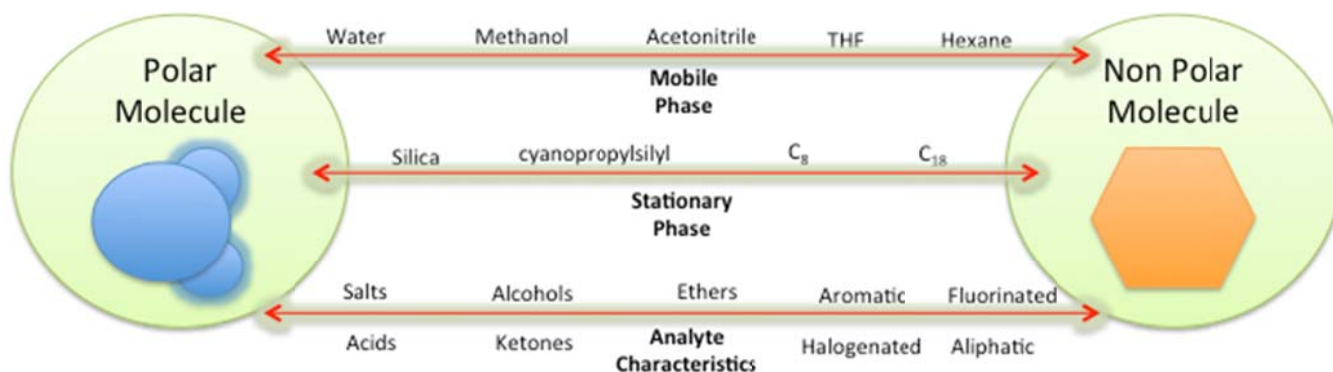 Polar
Molecule
Water Methanol Acetonitrile THF Hexane
Mobile
Phase
Non Polar
Molecule
Silica cyanopropylsilyl C₈ C₁₈
Stationary
Phase
Salts Alcohols Ethers Aromatic Fluorinated
Acids Ketones Analyte Halogenated Aliphatic
Characteristics